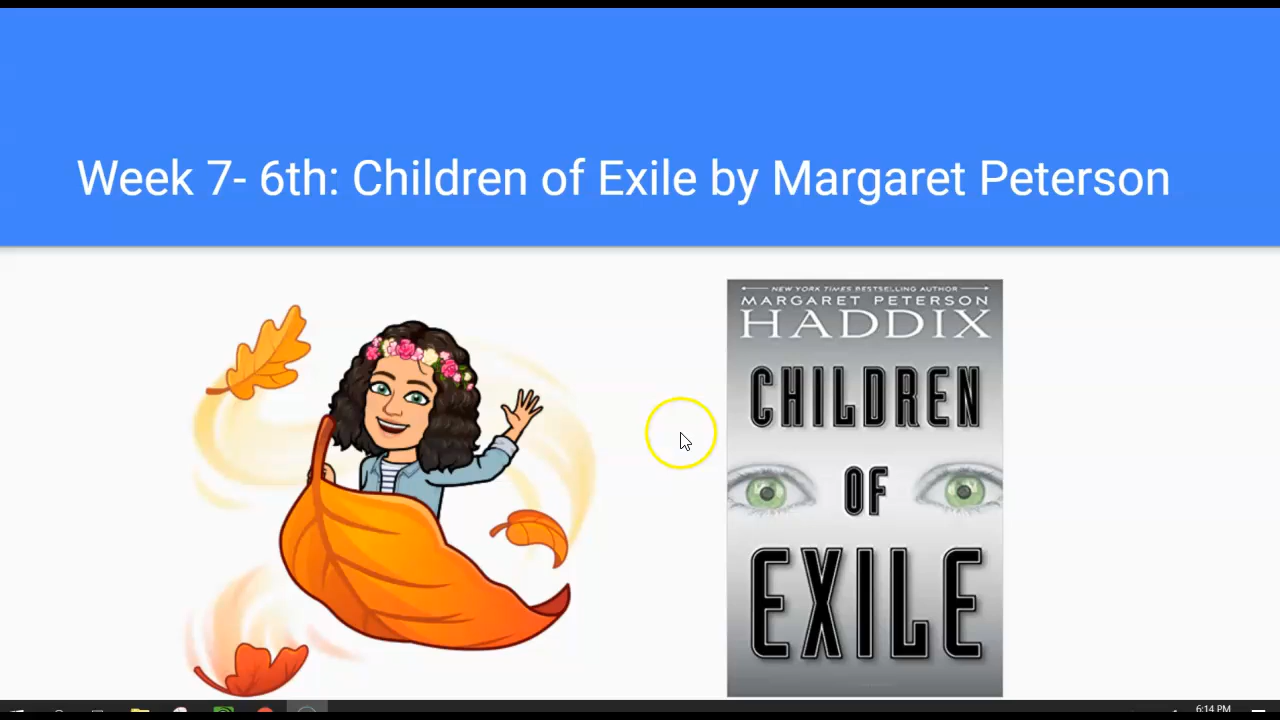 Week 7- 6th: Children of Exile by Margaret Peterson
NEW YORK TIMES BESTSELLING AUTHOR
MARGARET PETERSON
HADDIX
CHILDREN
OF
EXILE
6:14 PM